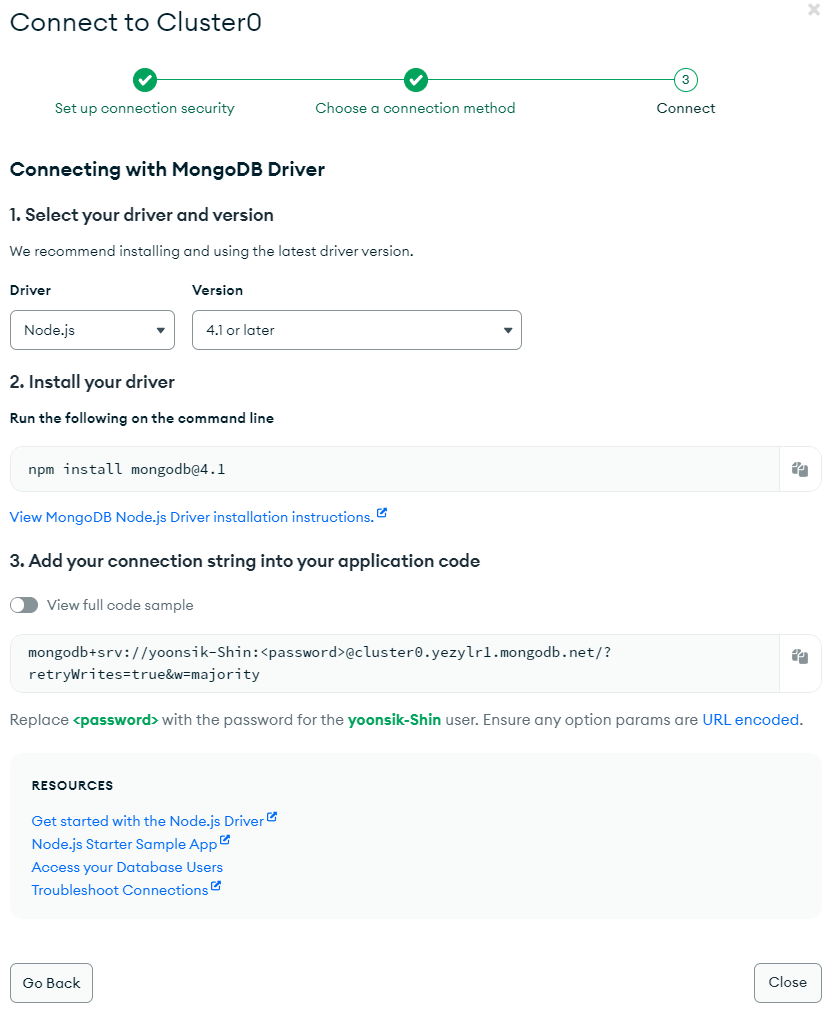 Connect to Cluster0
Set up connection security
Choose a connection method
3
Connect
Connecting with MongoDB Driver
1. Select your driver and version
We recommend installing and using the latest driver version.
Driver
Version
Node.js
4.1 or later
2. Install your driver
Run the following on the command line
npm install mongodb@4.1
View MongoDB Node.js Driver installation instructions.
3. Add your connection string into your application code
View full code sample
mongodb+srv://yoonsik-Shin:<password>@cluster0.yezylr1.mongodb.net/?
retryWrites=true&w=majority
Replace <password> with the password for the yoonsik-Shin user. Ensure any option params are URL encoded.
RESOURCES
Get started with the Node.js Driver
Node.js Starter Sample App
Access your Database Users
Troubleshoot Connections
Go Back
Close